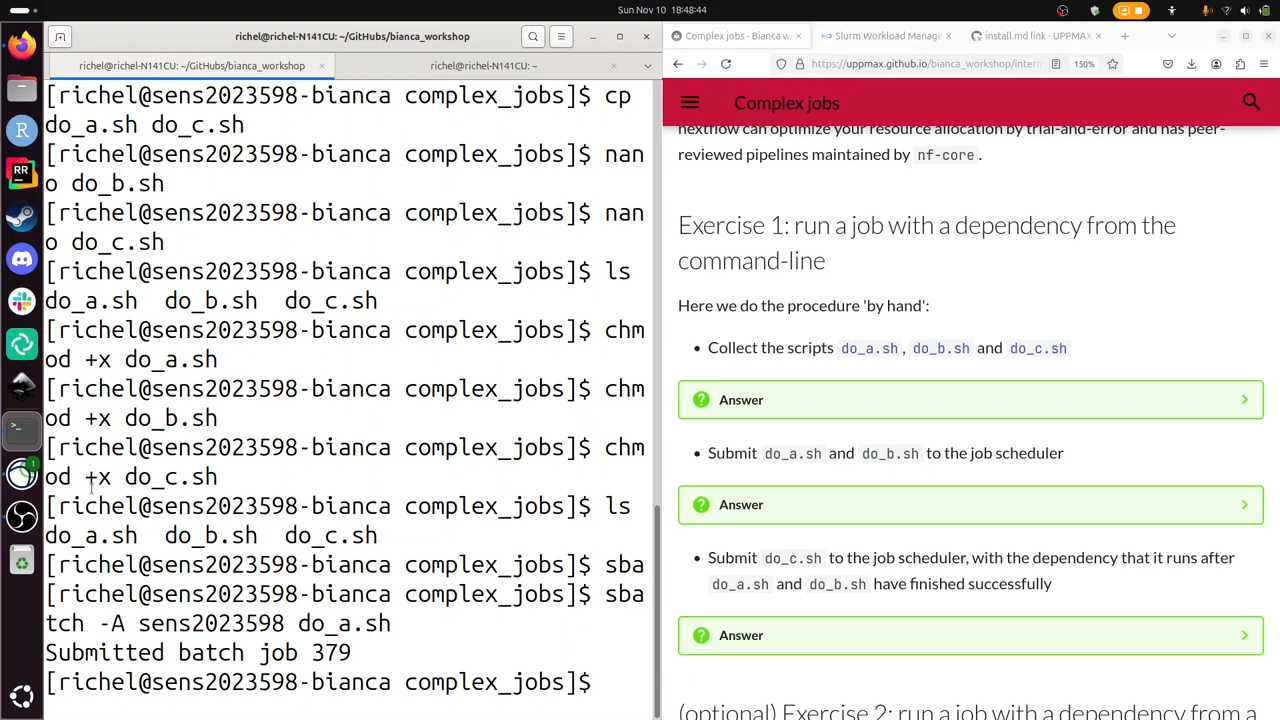 Sun Nov 10 18:48:44
richel@richel-N141CU: ~/GitHubs/bianca_workshop
richel@richel-N141CU: ~/GitHubs/bianca_workshop
richel@richel-N141CU: ~
[richel@sens2023598-bianca complex_jobs]$ cp
do_a.sh do_c.sh
[richel@sens2023598-bianca complex_jobs]$ nan
o do_b.sh
[richel@sens2023598-bianca complex_jobs]$ nan
o do_c.sh
[richel@sens2023598-bianca complex_jobs]$ ls
do_a.sh  do_b.sh  do_c.sh
[richel@sens2023598-bianca complex_jobs]$ chm
od +x do_a.sh
[richel@sens2023598-bianca complex_jobs]$ chm
od +x do_b.sh
[richel@sens2023598-bianca complex_jobs]$ chm
od +x do_c.sh
[richel@sens2023598-bianca complex_jobs]$ ls
do_a.sh  do_b.sh  do_c.sh
[richel@sens2023598-bianca complex_jobs]$ sba
[richel@sens2023598-bianca complex_jobs]$ sba
tch -A sens2023598 do_a.sh
Submitted batch job 379
[richel@sens2023598-bianca complex_jobs]$
Complex jobs - Bianca w
Slurm Workload Manage
install.md link · UPPMAX
https://uppmax.github.io/bianca_workshop/interm
150%
Complex jobs
nextflow can optimize your resource allocation by trial-and-error and has peer-
reviewed pipelines maintained by nf-core .
Exercise 1: run a job with a dependency from the
command-line
Here we do the procedure 'by hand':
• Collect the scripts do_a.sh , do_b.sh and do_c.sh
Answer
• Submit do_a.sh and do_b.sh to the job scheduler
Answer
• Submit do_c.sh to the job scheduler, with the dependency that it runs after
do_a.sh and do_b.sh have finished successfully
Answer
(optional) Exercise 2: run a job with a dependency from a
RR
R
1